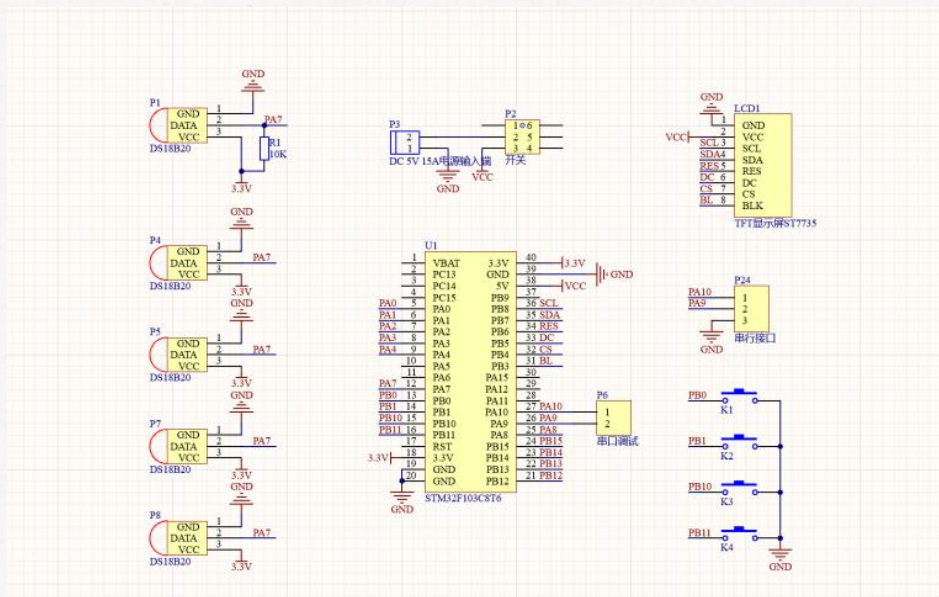 GND
P1
GND 1
DATA 2 PA7
VCC 3
DS18B20
R1
10K
3.3V
GND
P4
GND 1
DATA 2 PA7
VCC 3
DS18B20
3.3V
GND
P5
GND 1
DATA 2 PA7
VCC 3
DS18B20
3.3V
GND
P7
GND 1
DATA 2 PA7
VCC 3
DS18B20
3.3V
GND
P8
GND 1
DATA 2 PA7
VCC 3
DS18B20
3.3V
P3
2
1
DC 5V 15A电源输入端
GND
VCC
P2
1 6
2 5
3 4
开关
U1
1 VBAT 3.3V 40 3.3V
2 PC13 GND 39 GND
3 PC14 5V 38 VCC
4 PC15 PB9 37
PA0 5 PA0 PB8 36 SCL
PA1 6 PA1 PB7 35 SDA
PA2 7 PA2 PB6 34 RES
PA3 8 PA3 PB5 33 DC
PA4 9 PA4 PB4 32 CS
10 PA5 PB3 31 BL
11 PA6 PA15 30
PA7 12 PA7 PA12 29
PB0 13 PB0 PA11 28
PB1 14 PB1 PA10 27 PA10
PB10 15 PB10 PA9 26 PA9
PB11 16 PB11 PA8 25 PA8
17 RST PB15 24 PB15
3.3V 18 3.3V PB14 23 PB14
19 GND PB13 22 PB13
20 GND PB12 21 PB12
GND
STM32F103C8T6
P6
1
2
串口调试
GND
LCD1
1 GND
VCC 2 VCC
SCL 3 SCL
SDA 4 SDA
RES 5 RES
DC 6 DC
CS 7 CS
BL 8 BLK
TFT显示屏ST7735
P24
PA10 1
PA9 2
3
GND
串行接口
PB0
K1
PB1
K2
PB10
K3
PB11
K4
GND